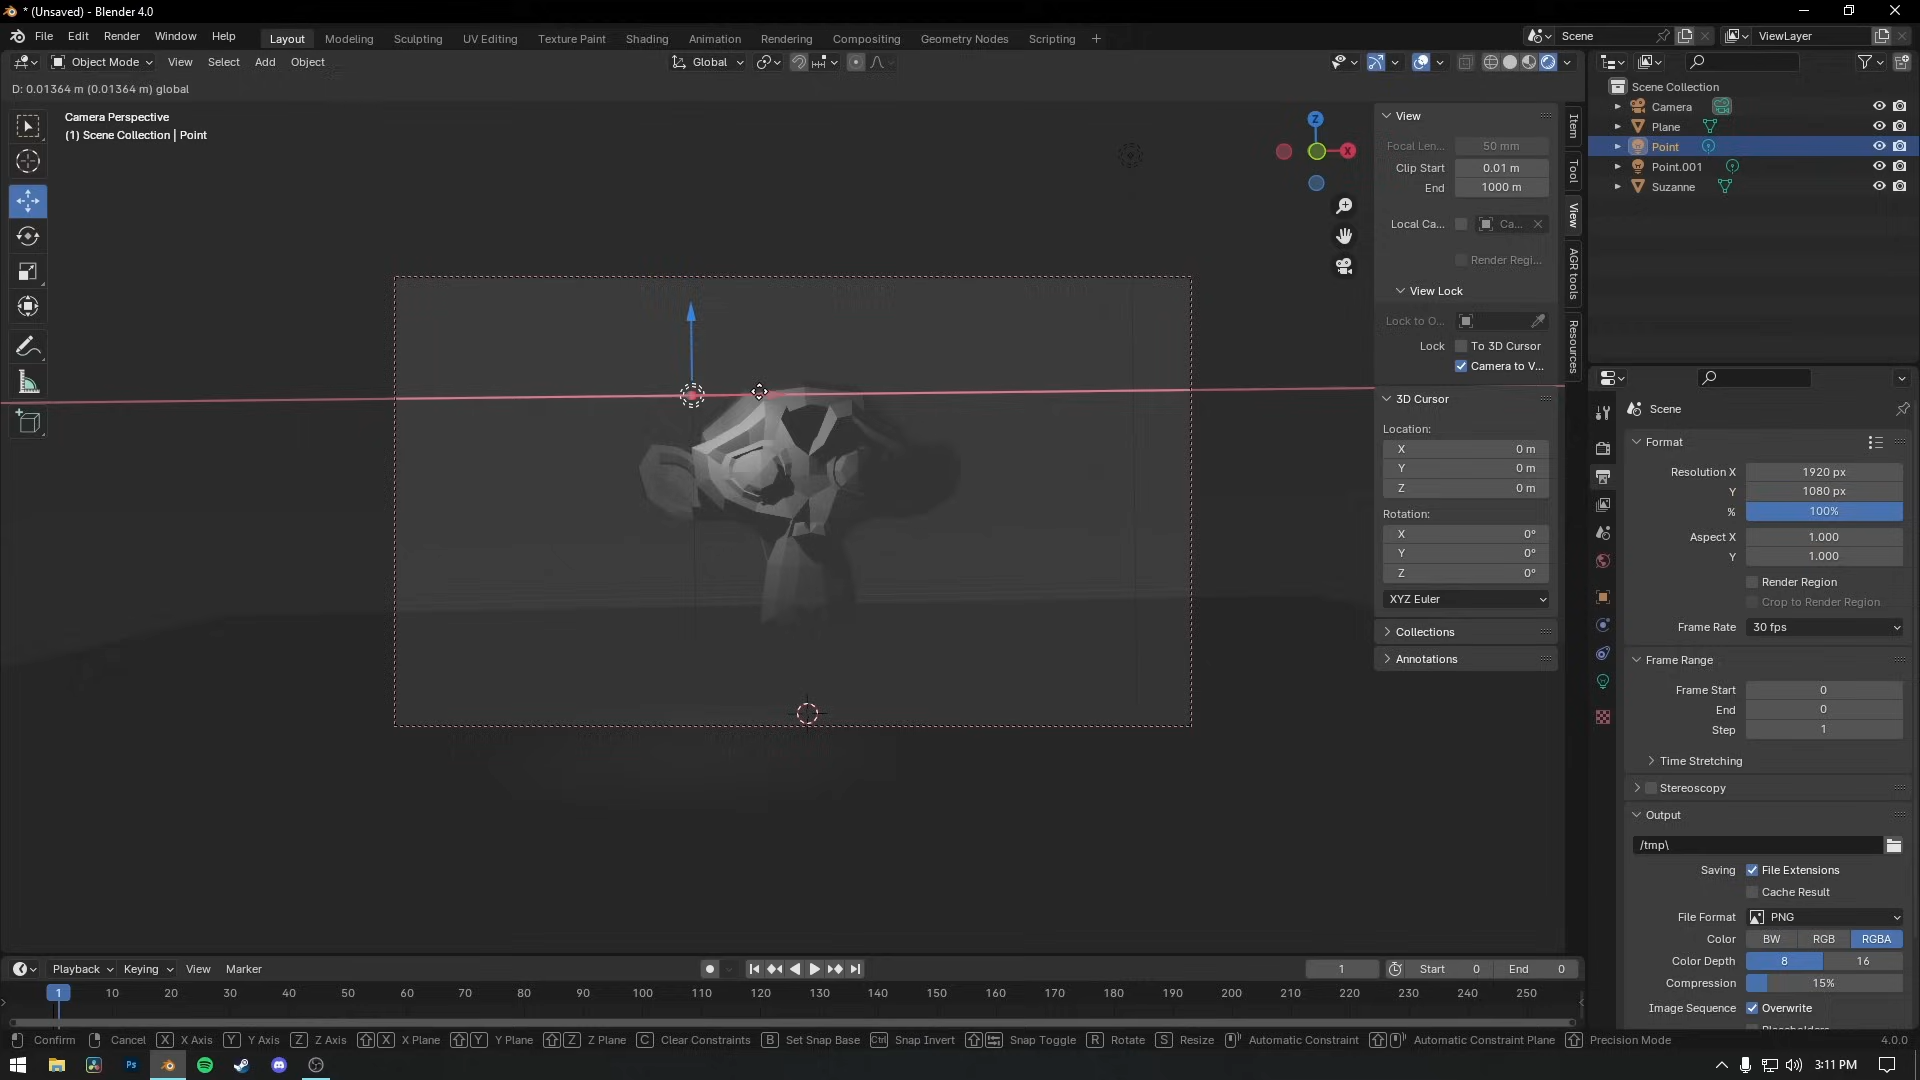 * (Unsaved) - Blender 4.0
File Edit Render Window Help Layout Modeling Sculpting UV Editing Texture Paint Shading Animation Rendering Compositing Geometry Nodes Scripting + Scene ViewLayer
Object Mode View Select Add Object Global
D: 0.01364 m (0.01364 m) global
Camera Perspective
(1) Scene Collection | Point
Z
X
View
Focal Len... 50 mm
Clip Start 0.01 m
End 1000 m
Local Ca... Ca...
Render Regi...
View Lock
Lock to O...
Lock To 3D Cursor
Camera to V...
3D Cursor
Location:
X 0 m
Y 0 m
Z 0 m
Rotation:
X 0°
Y 0°
Z 0°
XYZ Euler
Collections
Annotations
Item
Tool
View
AGR tools
Resources
Scene Collection
Camera
Plane
Point
Point.001
Suzanne
Scene
Format
Resolution X 1920 px
Y 1080 px
% 100%
Aspect X 1.000
Y 1.000
Render Region
Crop to Render Region
Frame Rate 30 fps
Frame Range
Frame Start 0
End 0
Step 1
Time Stretching
Stereoscopy
Output
/tmp\
Saving File Extensions
Cache Result
File Format PNG
Color BW RGB RGBA
Color Depth 8 16
Compression 15%
Image Sequence Overwrite
Playback Keying View Marker 1 Start 0 End 0
1 10 20 30 40 50 60 70 80 90 100 110 120 130 140 150 160 170 180 190 200 210 220 230 240 250
Confirm Cancel X X Axis Y Y Axis Z Z Axis X X Plane Y Y Plane Z Z Plane C Clear Constraints B Set Snap Base Ctrl Snap Invert Snap Toggle R Rotate S Resize Automatic Constraint Automatic Constraint Plane Precision Mode 4.0.0
Ps 3:11 PM